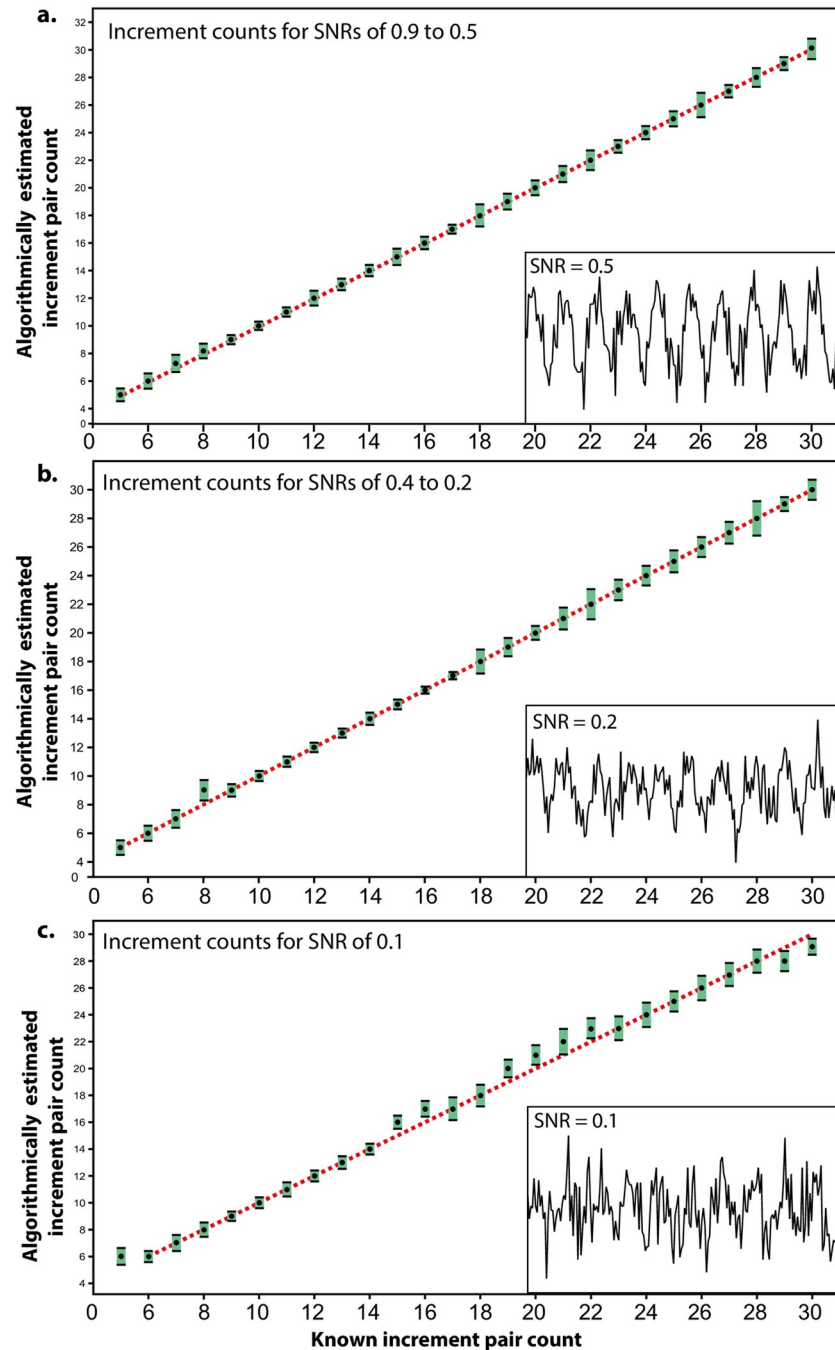 a.
Increment counts for SNRs of 0.9 to 0.5
Algorithmically estimated
increment pair count
32
30
28
26
24
22
20
18
16
14
12
10
8
6
4
0
SNR = 0.5
0 6 8 10 12 14 16 18 20 22 24 26 28 30
b.
Increment counts for SNRs of 0.4 to 0.2
Algorithmically estimated
increment pair count
30
28
26
24
22
20
18
16
14
12
10
8
6
4
0
SNR = 0.2
0 6 8 10 12 14 16 18 20 22 24 26 28 30
c.
Increment counts for SNR of 0.1
Algorithmically estimated
increment pair count
30
28
26
24
22
20
18
16
14
12
10
8
6
4
SNR = 0.1
0 6 8 10 12 14 16 18 20 22 24 26 28 30
Known increment pair count